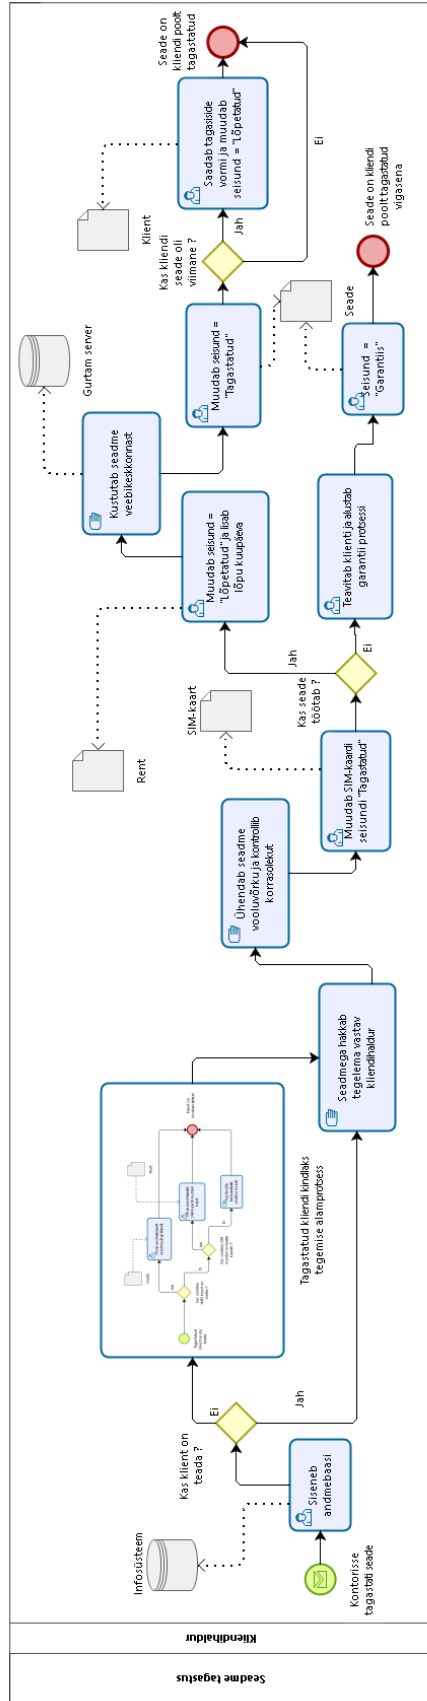 Seadme tagastus
Kliendihaldur
Kontorisse
tagastati seade
Siseneb
andmebaasi
Infosüsteem
Kas klient on
teada ?
Ei
Jah
Tagastatud kliendi kindlaks
tegemise alamprotsess
Seadmega hakkab
tegelema vastav
kliendihaldur
Ühendab seadme
vooluvõrku ja kontrollib
korrasolekut
Muudab SIM-kaardi
seisundi "Tagastatud"
SIM-kaart
Kas seade
töötab ?
Jah
Ei
Rent
Muudab seisund =
"Lõpetatud" ja lisab
lõpu kuupäeva
Kustutab seadme
veebikeskkonnast
Gurtam server
Muudab seisund =
"Tagastatud"
Teavitab klienti ja alustab
garantii protsessi
Seisund =
"Garantiis"
Seade
Seade on kliendi
poolt tagastatud
vigasena
Kas kliendi
seade oli
viimane ?
Jah
Ei
Klient
Saadab tagasiside
vormi ja muudab
seisund = "Lõpetatud"
Seade on
kliendi poolt
tagastatud